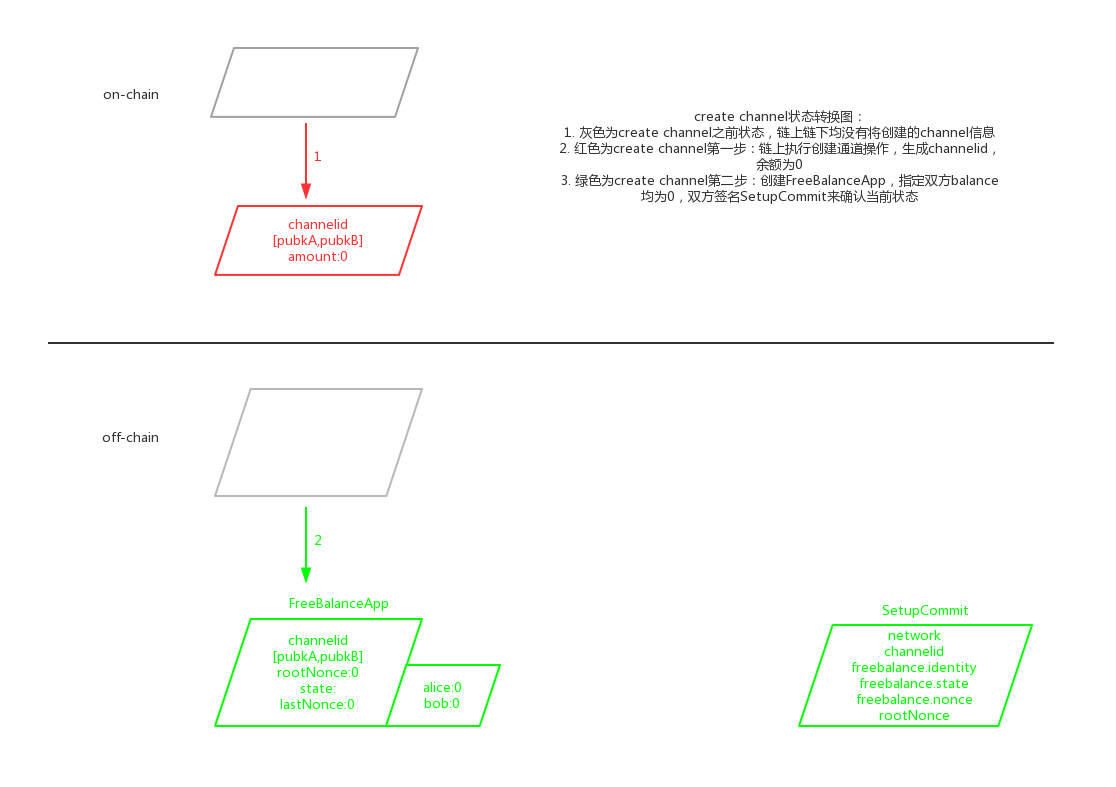 on-chain
create channel状态转换图：
1. 灰色为create channel之前状态，链上链下均没有将创建的channel信息
2. 红色为create channel第一步：链上执行创建通道操作，生成channelid，
余额为0
3. 绿色为create channel第二步：创建FreeBalanceApp，指定双方balance
均为0，双方签名SetupCommit来确认当前状态
1
channelid
[pubkA,pubkB]
amount:0
off-chain
2
FreeBalanceApp
channelid
[pubkA,pubkB]
rootNonce:0
state:
lastNonce:0
alice:0
bob:0
SetupCommit
network
channelid
freebalance.identity
freebalance.state
freebalance.nonce
rootNonce